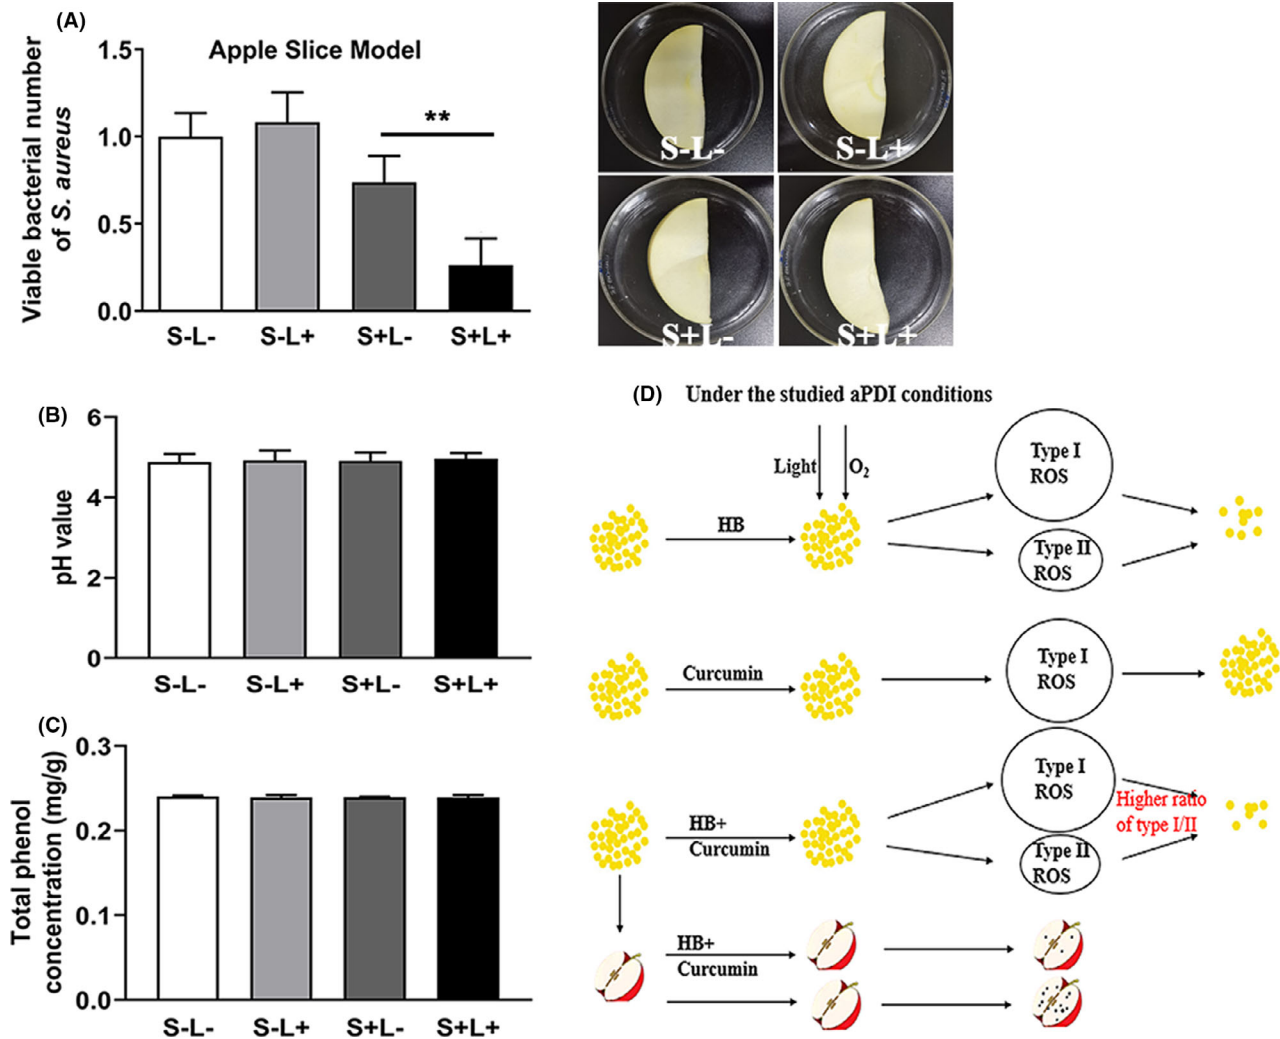 (A)
Apple Slice Model
Viable bacterial number
of S. aureus
1.5
1.0
0.5
0.0
**
S-L-
S-L+
S+L-
S+L+
S-L-
S-L+
S+L-
S+L+
(B)
pH value
6
4
2
0
S-L-
S-L+
S+L-
S+L+
(C)
Total phenol
concentration (mg/g)
0.3
0.2
0.1
0.0
S-L-
S-L+
S+L-
S+L+
(D)
Under the studied aPDI conditions
Light
O₂
HB
Type I
ROS
Type II
ROS
Curcumin
Type I
ROS
HB+
Curcumin
Type I
ROS
Type II
ROS
Higher ratio
of type I/II
HB+
Curcumin